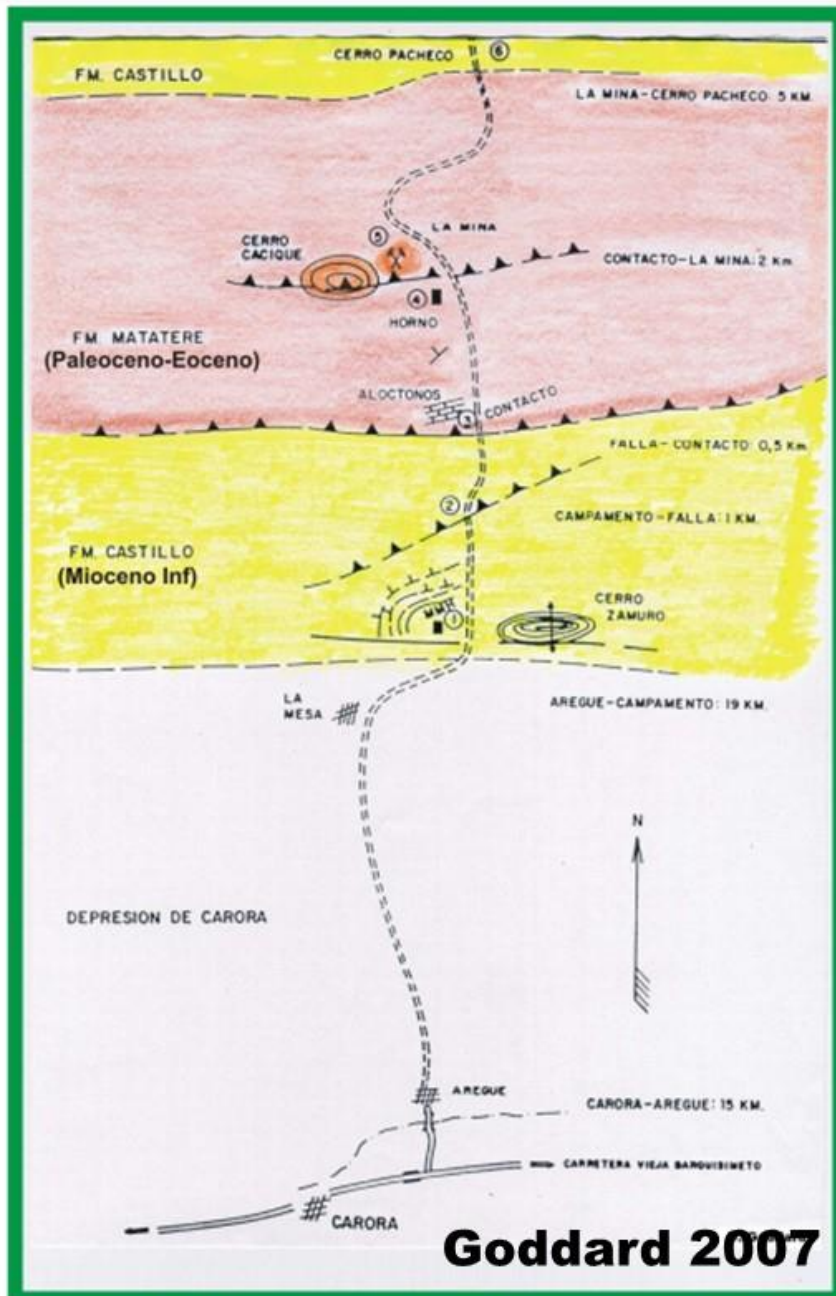 CERRO PACHECO
6
FM. CASTILLO
LA MINA-CERRO PACHECO: 5 KM.
5
LA MINA
CERRO
CACIQUE
CONTACTO-LA MINA: 2 Km.
4
HORNO
FM. MATATERE
(Paleoceno-Eoceno)
ALOCTONOS
3
CONTACTO
FALLA-CONTACTO: 0,5 Km.
2
CAMPAMENTO-FALLA: 1 KM.
FM. CASTILLO
(Mioceno Inf)
MMH
1
CERRO
ZAMURO
LA
MESA
AREGUE-CAMPAMENTO: 19 KM.
N
DEPRESION DE CARORA
AREGUE
CARORA-AREGUE: 15 KM.
CARRETERA VIEJA BARQUISIMETO
CARORA
Goddard 2007